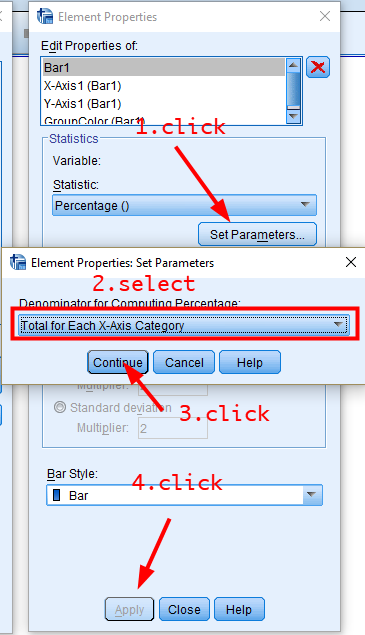 Element Properties
Edit Properties of:
Bar1
X-Axis1 (Bar1)
Y-Axis1 (Bar1)
GroupColor (Bar1)
1.click
Statistics
Variable:
Statistic:
Percentage ()
Set Parameters...
Element Properties: Set Parameters
2.select
Denominator for Computing Percentage:
Total for Each X-Axis Category
Continue Cancel Help
Multiplier:
Standard deviation
3.click
Multiplier: 2
Bar Style:
4.click
Bar
Apply Close Help